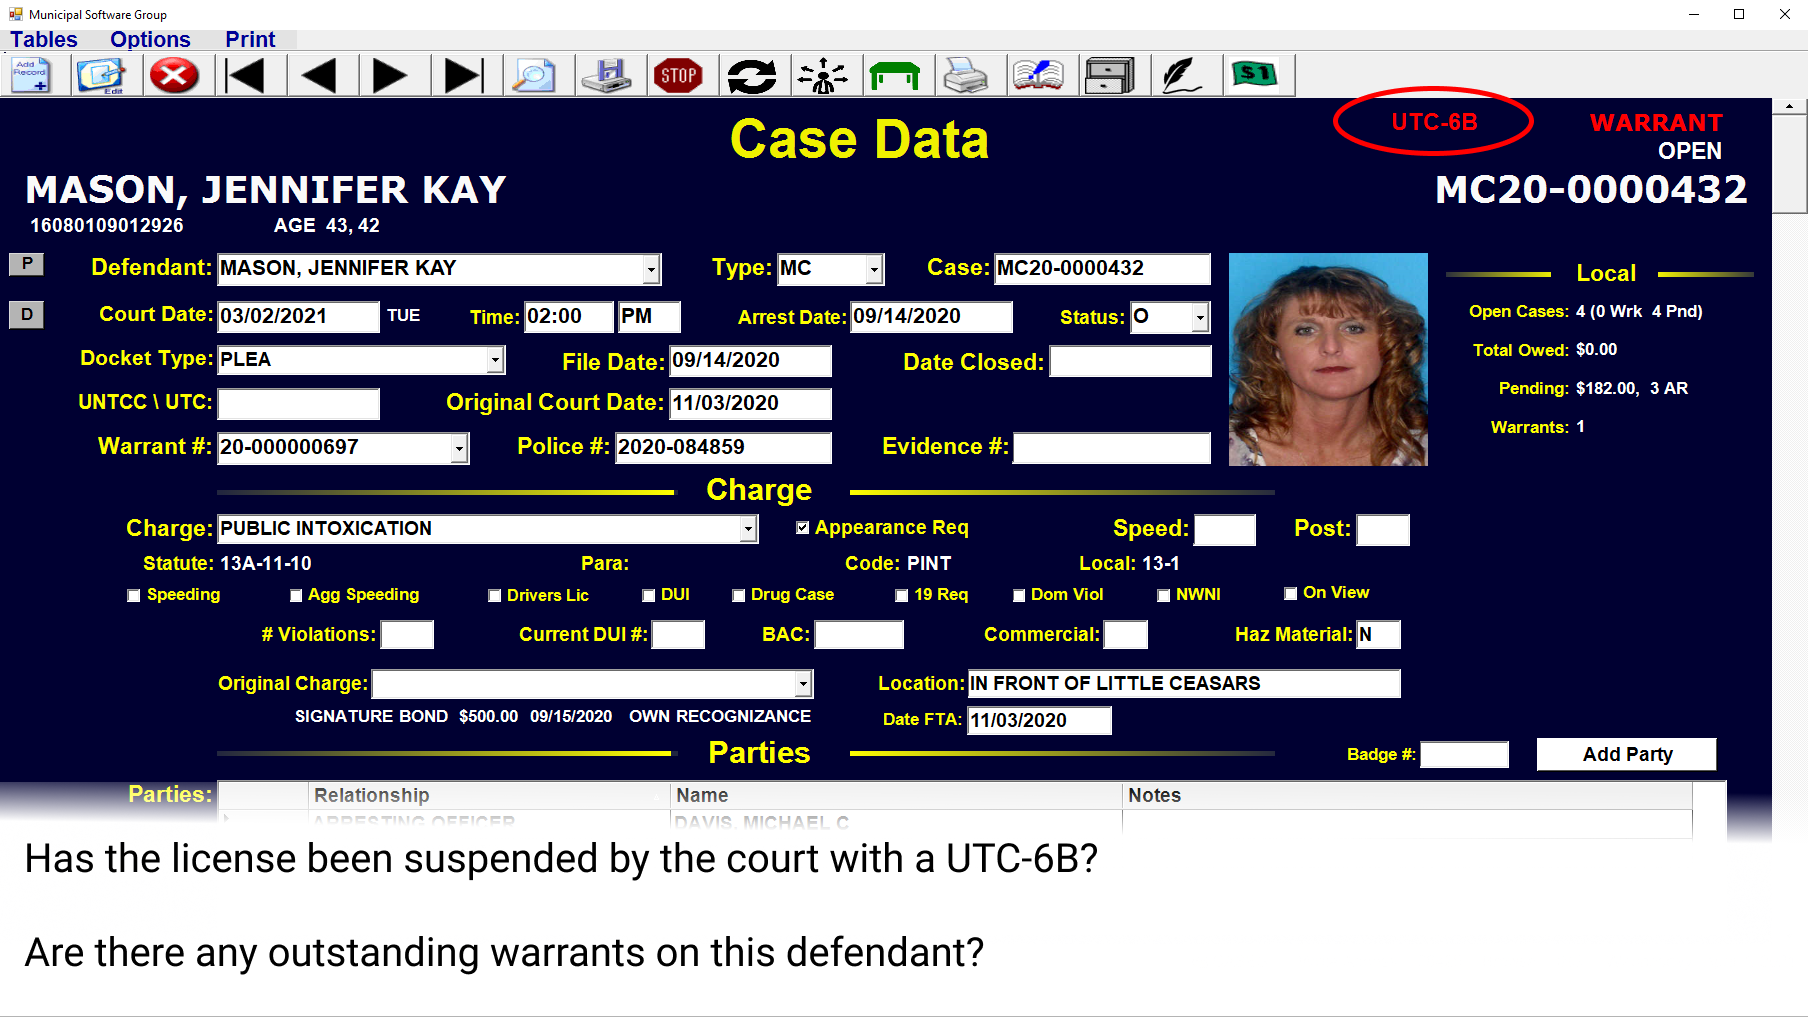 Municipal Software Group
Tables Options Print
Add Record Edit STOP $1
UTC-6B WARRANT
Case Data
OPEN
MASON, JENNIFER KAY MC20-0000432
16080109012926 AGE 43, 42
P Defendant: MASON, JENNIFER KAY Type: MC Case: MC20-0000432
Local
D Court Date: 03/02/2021 TUE Time: 02:00 PM Arrest Date: 09/14/2020 Status: O
Open Cases: 4 (0 Wrk 4 Pnd)
Docket Type: PLEA File Date: 09/14/2020 Date Closed:
Total Owed: $0.00
Pending: $182.00, 3 AR
UNTCC \ UTC: Original Court Date: 11/03/2020
Warrants: 1
Warrant #: 20-000000697 Police #: 2020-084859 Evidence #:
Charge
Charge: PUBLIC INTOXICATION Appearance Req Speed: Post:
Statute: 13A-11-10 Para: Code: PINT Local: 13-1
Speeding Agg Speeding Drivers Lic DUI Drug Case 19 Req Dom Viol NWNI On View
# Violations: Current DUI #: BAC: Commercial: Haz Material: N
Original Charge: Location: IN FRONT OF LITTLE CEASARS
SIGNATURE BOND $500.00 09/15/2020 OWN RECOGNIZANCE Date FTA: 11/03/2020
Parties Badge #: Add Party
Parties: Relationship Name Notes
ARRESTING OFFICER DAVIS, MICHAEL C
Has the license been suspended by the court with a UTC-6B?
Are there any outstanding warrants on this defendant?